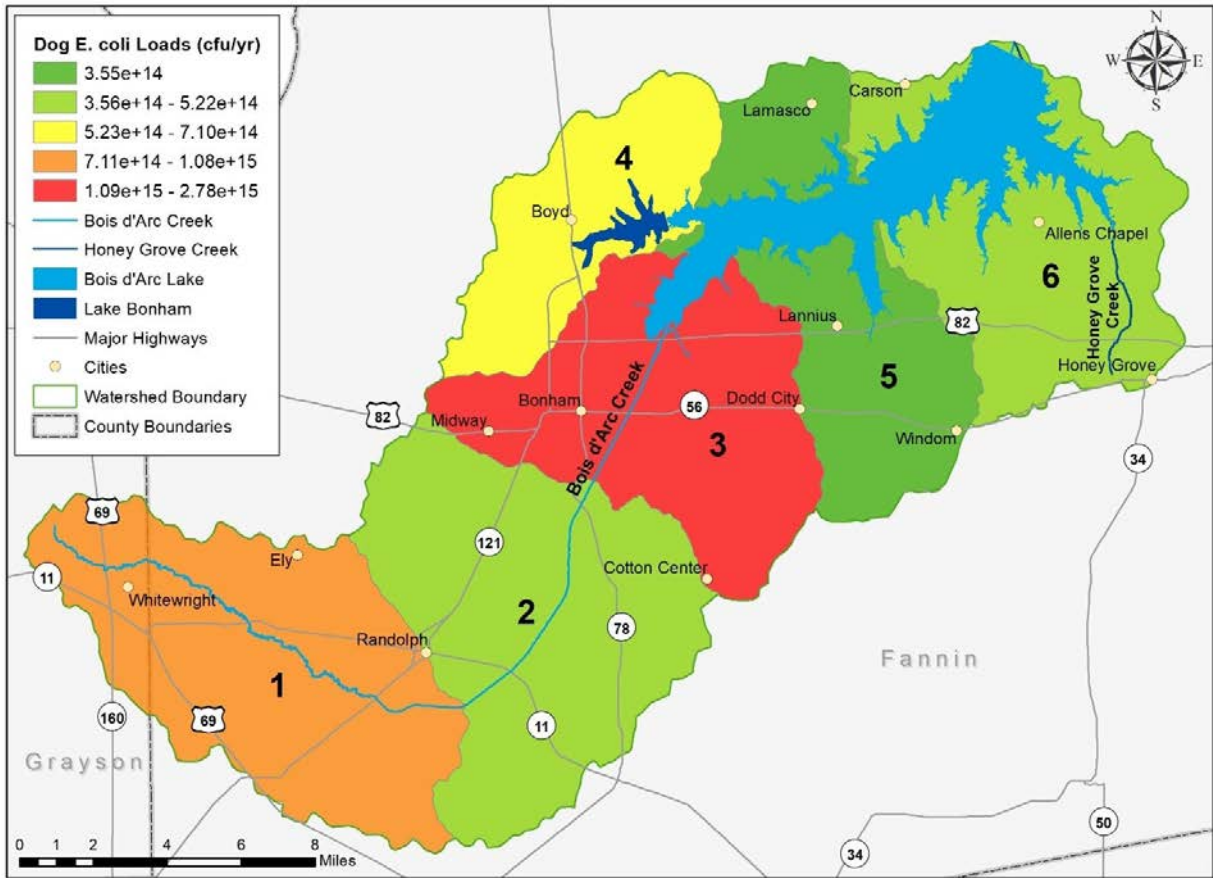 Dog E. coli Loads (cfu/yr)
3.55e+14
3.56e+14 - 5.22e+14
5.23e+14 - 7.10e+14
7.11e+14 - 1.08e+15
1.09e+15 - 2.78e+15
Bois d'Arc Creek
Honey Grove Creek
Bois d'Arc Lake
Lake Bonham
Major Highways
Cities
Watershed Boundary
County Boundaries
N
W
E
S
Carson
Lamasco
4
Boyd
Allens Chapel
6
Honey Grove
Creek
Lannius
82
Honey Grove
5
Bois d'Arc Creek
82
Midway
Bonham
56
Dodd City
3
Windom
34
69
121
Ely
11
Whitewright
Cotton Center
2
78
Randolph
Fannin
1
160
69
11
Grayson
50
34
0 1 2 4 6 8
Miles